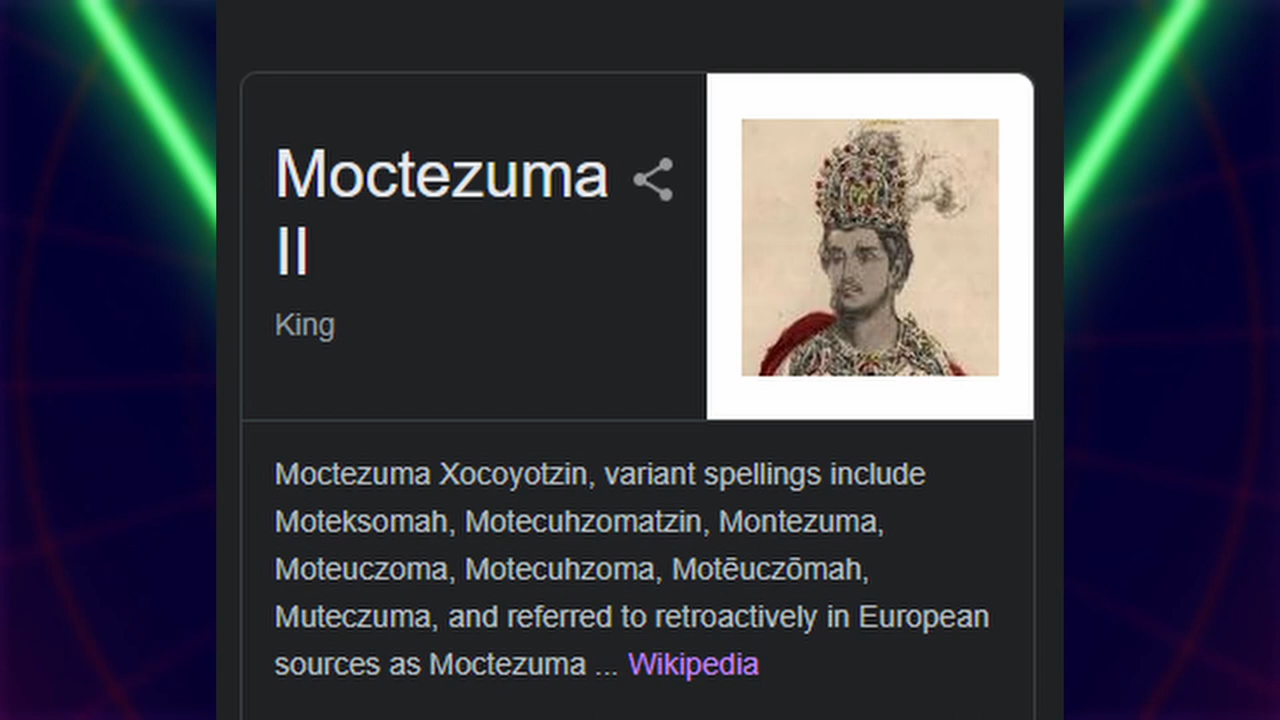 Moctezuma
II
King
Moctezuma Xocoyotzin, variant spellings include
Moteksomah, Motecuhzomatzin, Montezuma,
Moteuczoma, Motecuhzoma, Motēuczōmah,
Muteczuma, and referred to retroactively in European
sources as Moctezuma ... Wikipedia